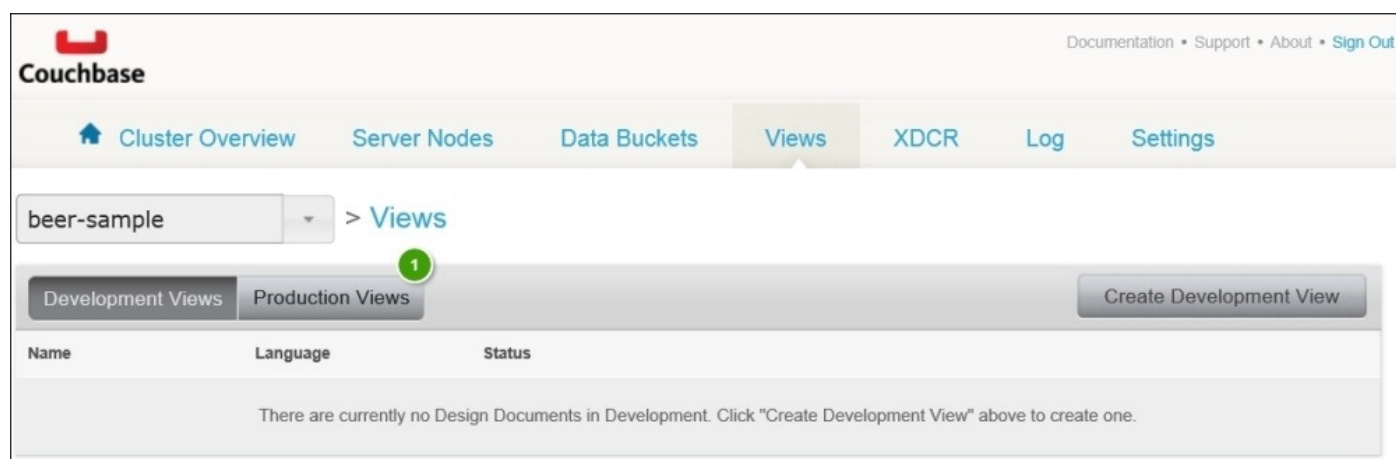 Documentation • Support • About • Sign Out
Couchbase
Cluster Overview Server Nodes Data Buckets Views XDCR Log Settings
beer-sample > Views
1
Development Views Production Views Create Development View
Name Language Status
There are currently no Design Documents in Development. Click "Create Development View" above to create one.